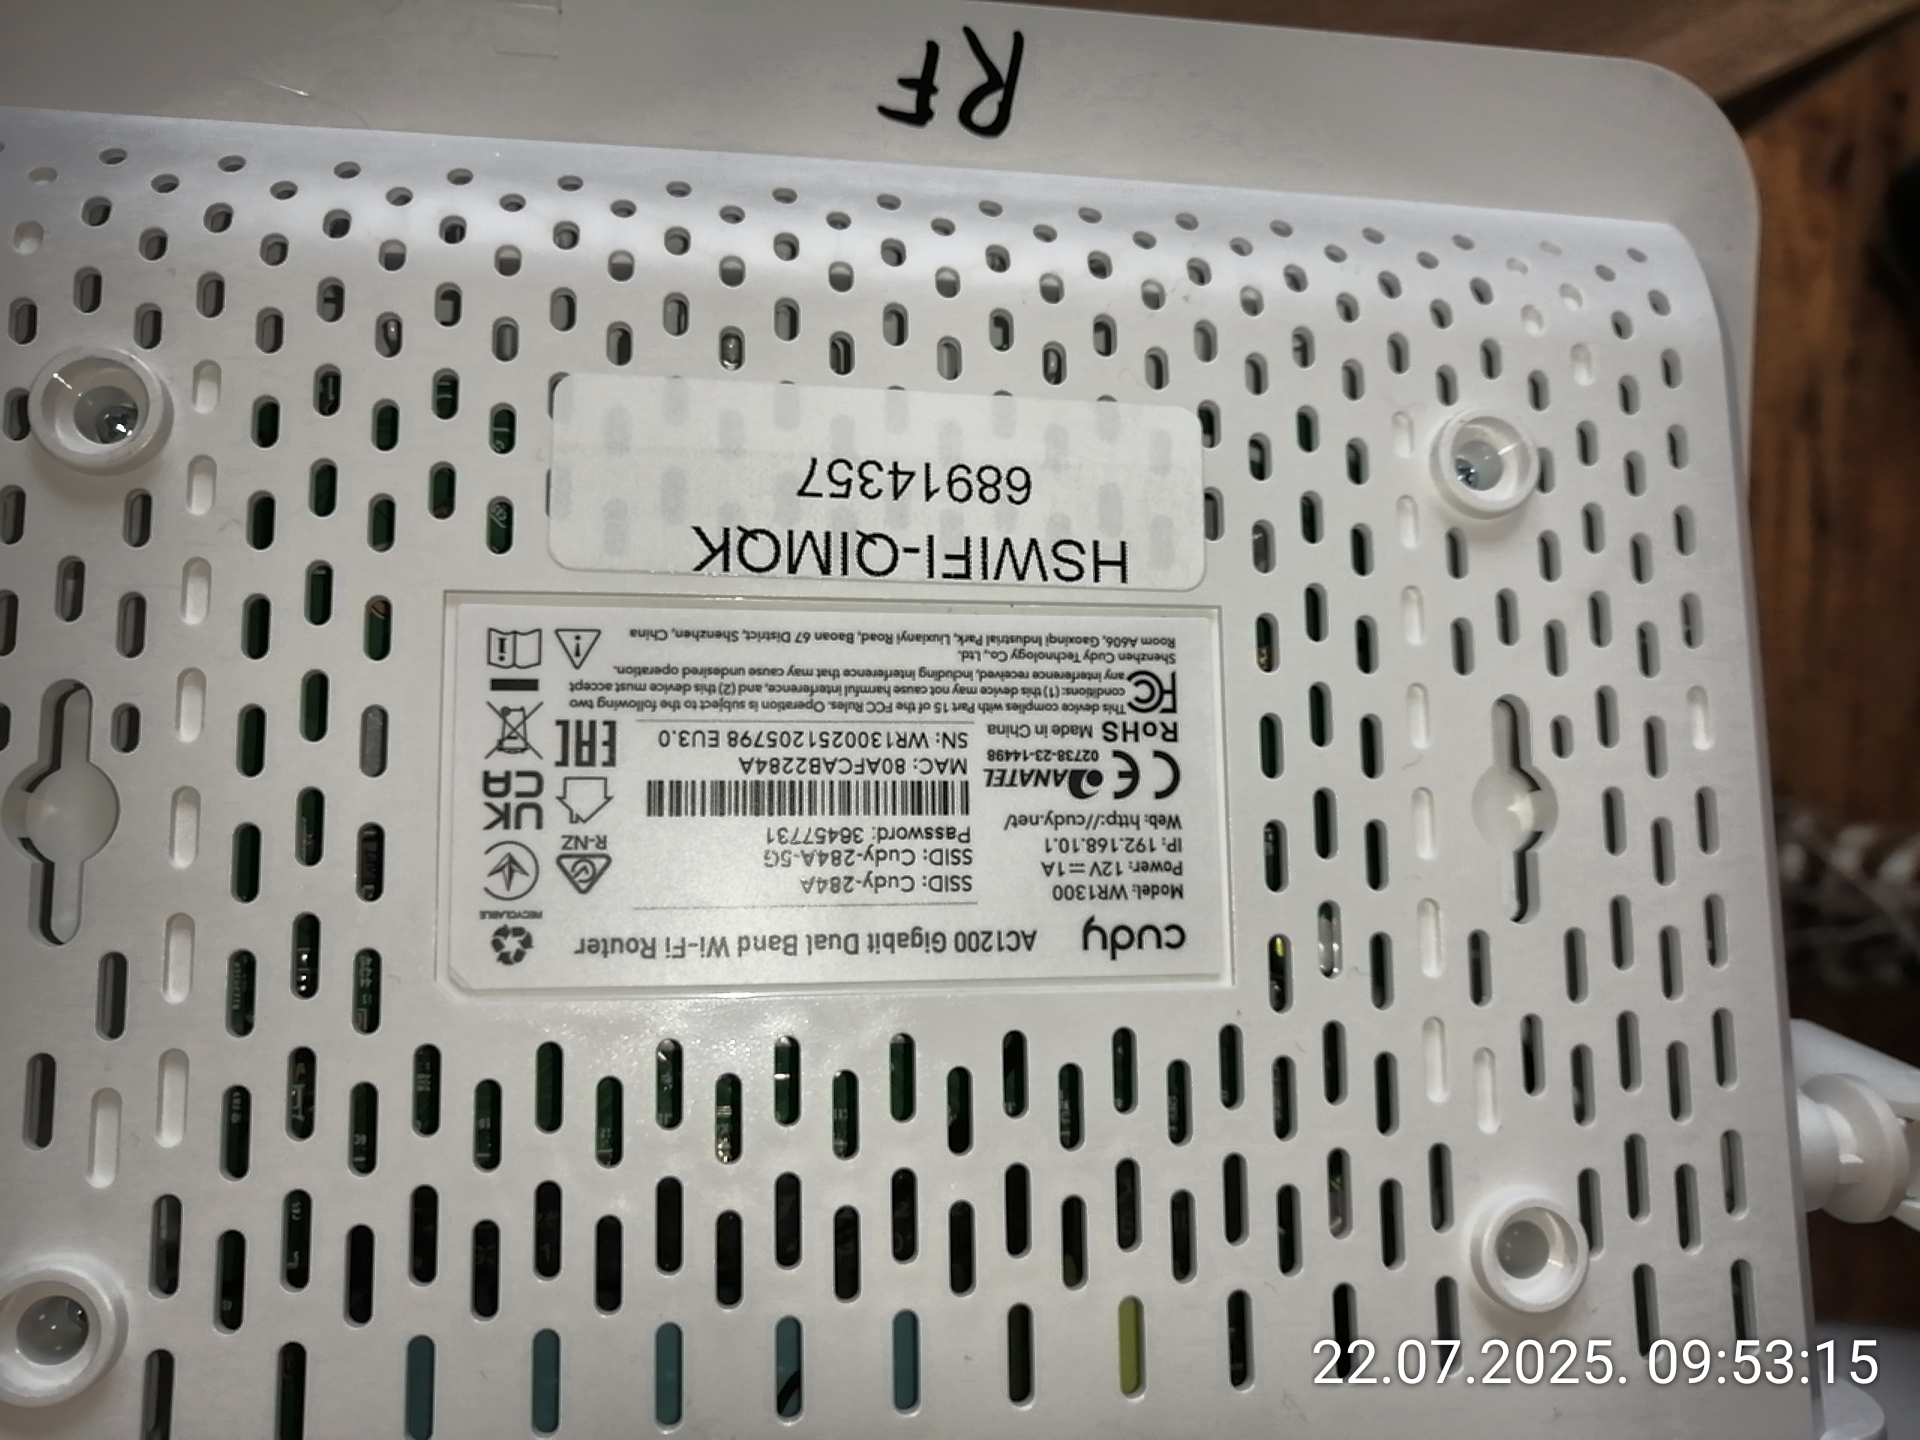 RF
HSWIFI-QIMQK
68914357
cudy
AC1200 Gigabit Dual Band Wi-Fi Router
Model: WR1300
Power: 12V⎓1A
IP: 192.168.10.1
Web: http://cudy.net/
SSID: Cudy-284A
SSID: Cudy-284A-5G
Password: 38457731
MAC: 80AFCAB2284A
SN: WR1300251205798 EU3.0
RECYCLABLE
R-NZ
UK
CA
EAC
CE
ANATEL
02738-23-14498
RoHS Made in China
FC
This device complies with Part 15 of the FCC Rules. Operation is subject to the following two
conditions: (1) this device may not cause harmful interference, and (2) this device must accept
any interference received, including interference that may cause undesired operation.
Shenzhen Cudy Technology Co., Ltd.
Room A606, Gaoxinqi Industrial Park, Liuxianyi Road, Baoan 67 District, Shenzhen, China
22.07.2025. 09:53:15